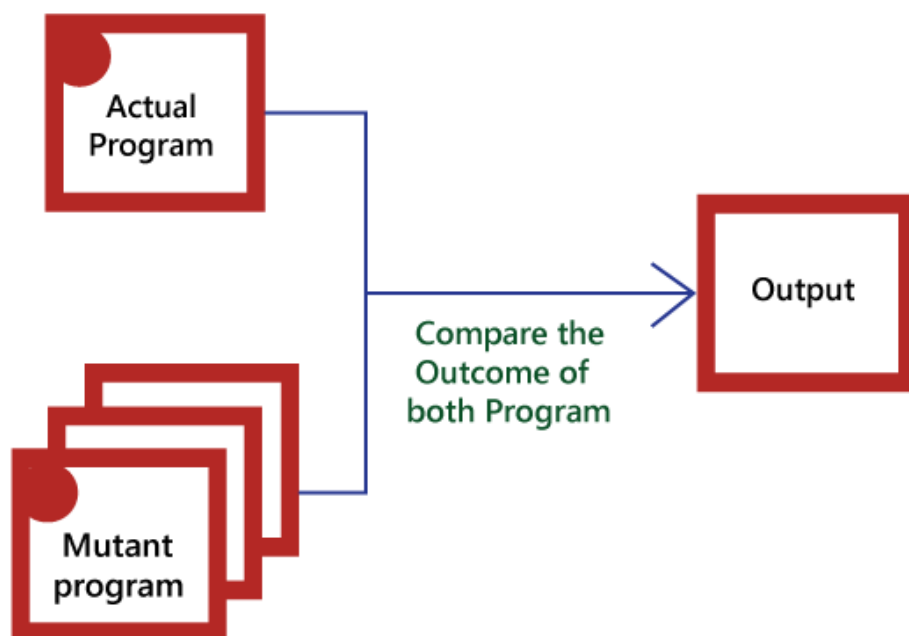 Actual
Program
Output
Compare the
Outcome of
both Program
Mutant
program